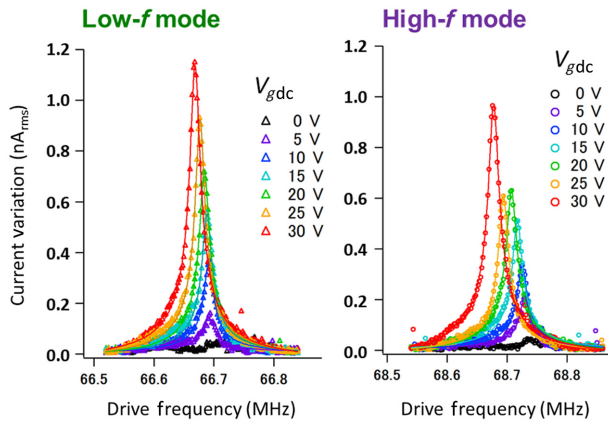 Low-f mode
High-f mode
Current variation (nArms)
1.2
1.0
0.8
0.6
0.4
0.2
0.0
Vgdc
0 V
5 V
10 V
15 V
20 V
25 V
30 V
66.5
66.6
66.7
66.8
Drive frequency (MHz)
1.2
1.0
0.8
0.6
0.4
0.2
0.0
Vgdc
0 V
5 V
10 V
15 V
20 V
25 V
30 V
68.5
68.6
68.7
68.8
Drive frequency (MHz)